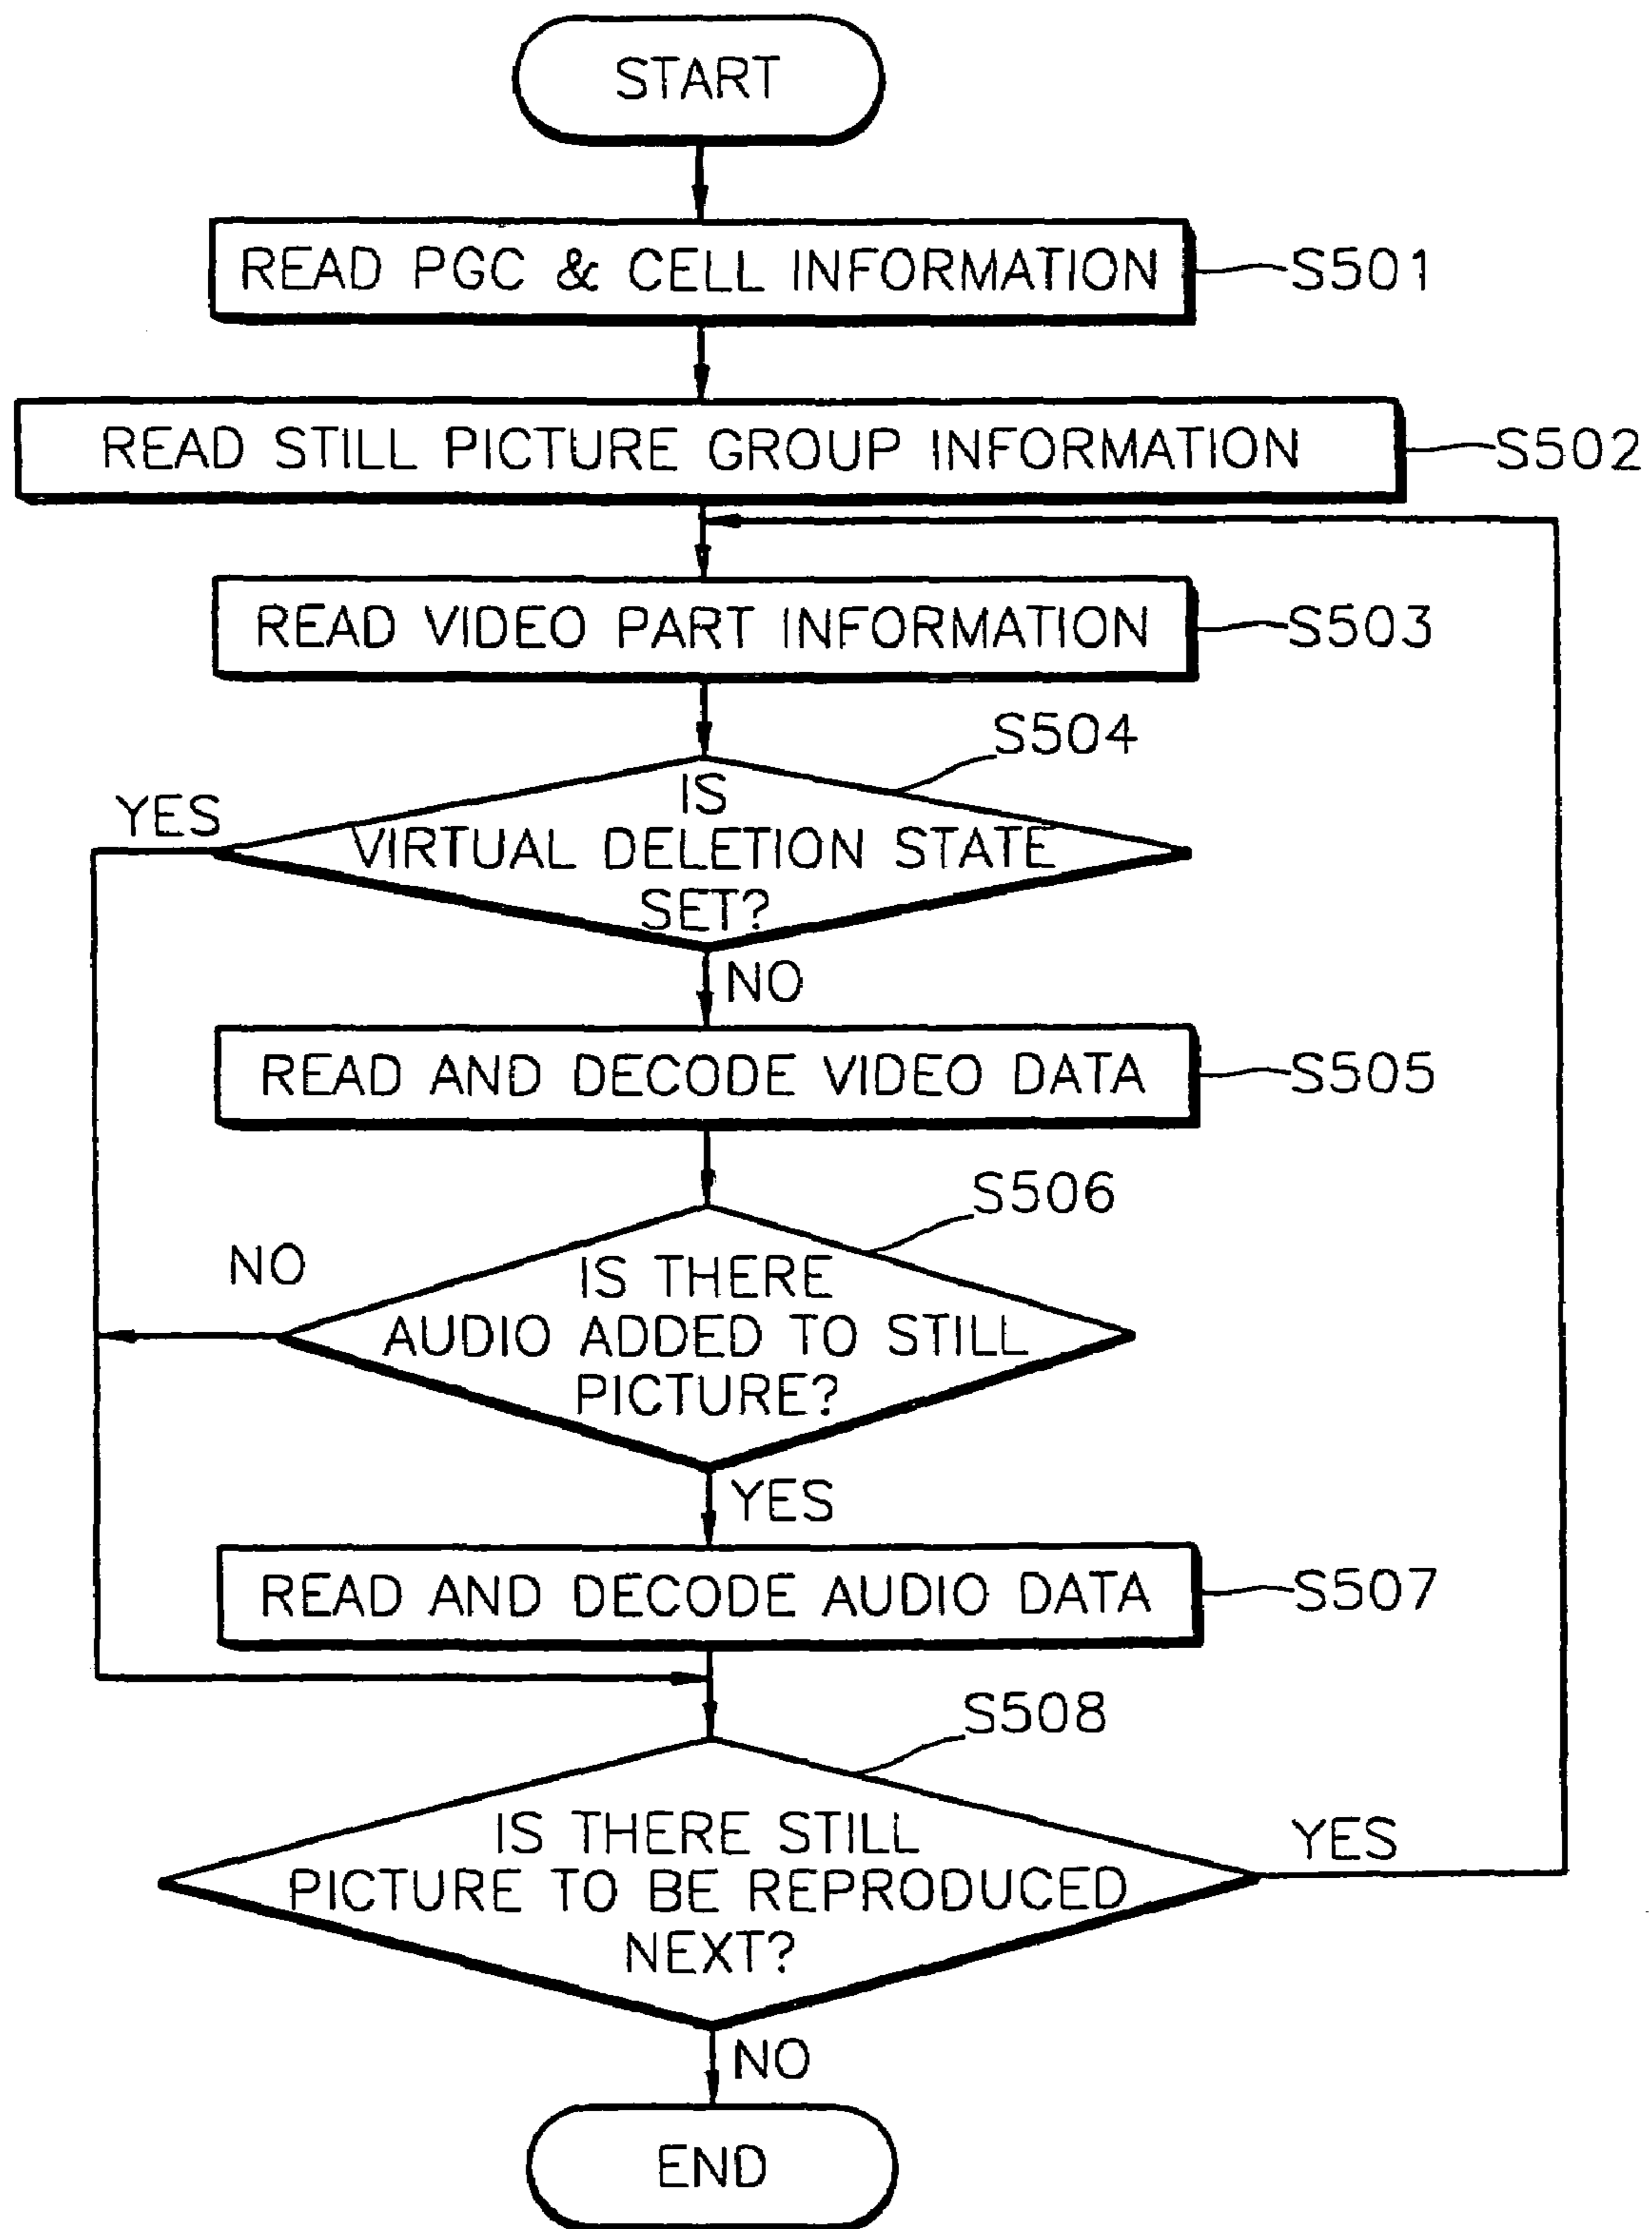 START
READ PGC & CELL INFORMATION
S501
READ STILL PICTURE GROUP INFORMATION
S502
READ VIDEO PART INFORMATION
S503
S504
IS
VIRTUAL DELETION STATE
SET?
YES
NO
READ AND DECODE VIDEO DATA
S505
S506
IS THERE
AUDIO ADDED TO STILL
PICTURE?
NO
YES
READ AND DECODE AUDIO DATA
S507
S508
IS THERE STILL
PICTURE TO BE REPRODUCED
NEXT?
YES
NO
END